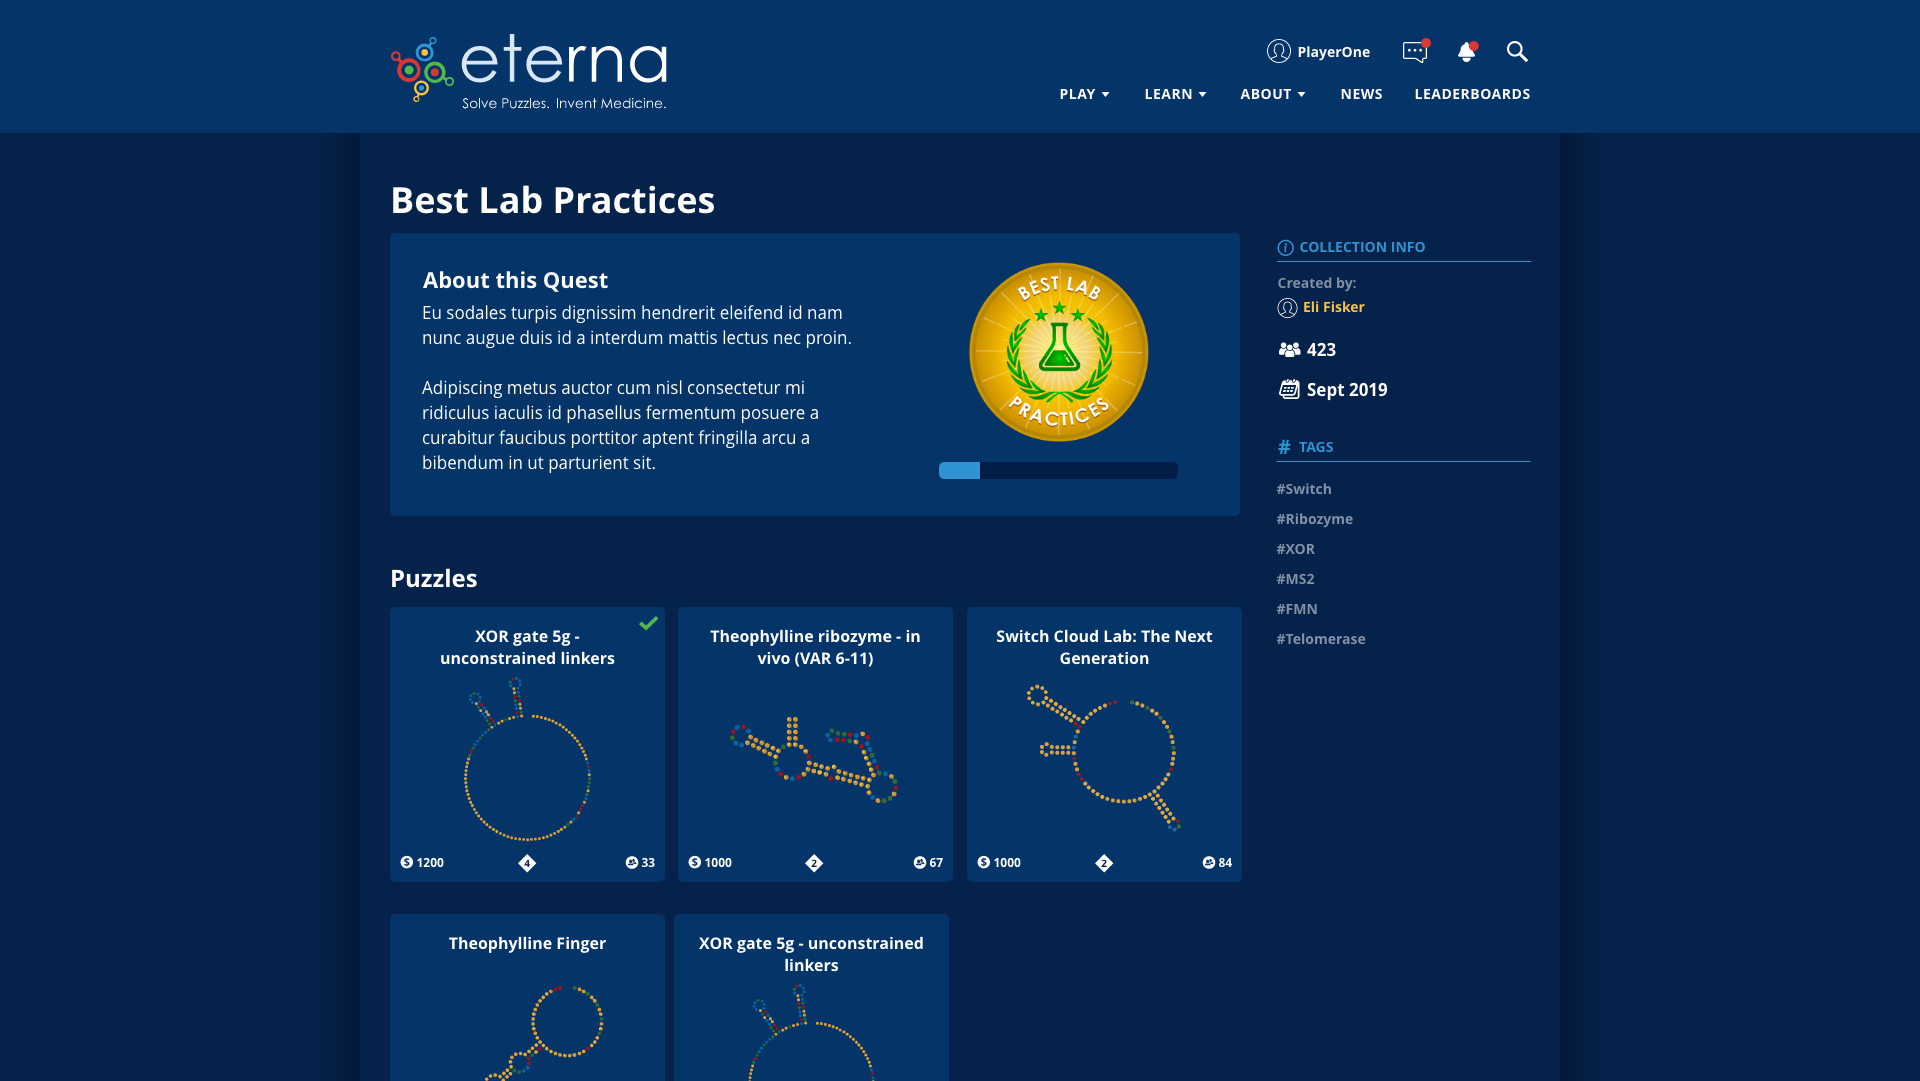 eterna
Solve Puzzles. Invent Medicine.
PlayerOne
PLAY
LEARN
ABOUT
NEWS
LEADERBOARDS
Best Lab Practices
About this Quest
Eu sodales turpis dignissim hendrerit eleifend id nam
nunc augue duis id a interdum mattis lectus nec proin.
Adipiscing metus auctor cum nisl consectetur mi
ridiculus iaculis id phasellus fermentum posuere a
curabitur faucibus porttitor aptent fringilla arcu a
bibendum in ut parturient sit.
BEST LAB
PRACTICES
COLLECTION INFO
Created by:
Eli Fisker
423
Sept 2019
# TAGS
#Switch
#Ribozyme
#XOR
#MS2
#FMN
#Telomerase
Puzzles
XOR gate 5g -
unconstrained linkers
$ 1200
4
33
Theophylline ribozyme - in
vivo (VAR 6-11)
$ 1000
2
67
Switch Cloud Lab: The Next
Generation
$ 1000
2
84
Theophylline Finger
XOR gate 5g - unconstrained
linkers